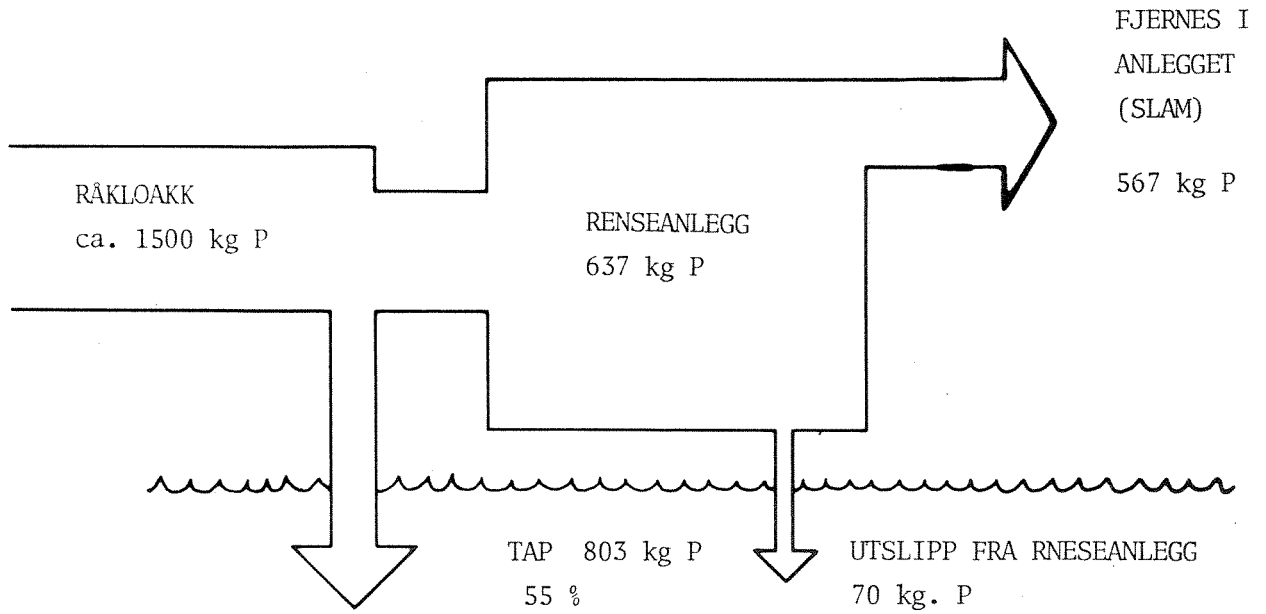 FJERNES I
ANLEGGET
(SLAM)
567 kg P
RÅKLOAKK
ca. 1500 kg P
RENSEANLEGG
637 kg P
TAP 803 kg P
55 %
UTSLIPP FRA RNESEANLEGG
70 kg. P